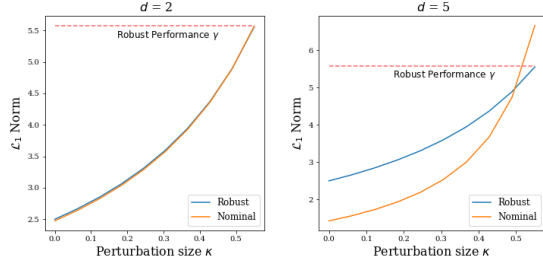 d = 2
5.5
5.0
4.5
4.0
3.5
3.0
2.5
0.0 0.1 0.2 0.3 0.4 0.5
ℒ₁ Norm
Perturbation size κ
Robust Performance γ
Robust
Nominal
d = 5
6
5
4
3
2
0.0 0.1 0.2 0.3 0.4 0.5
ℒ₁ Norm
Perturbation size κ
Robust Performance γ
Robust
Nominal